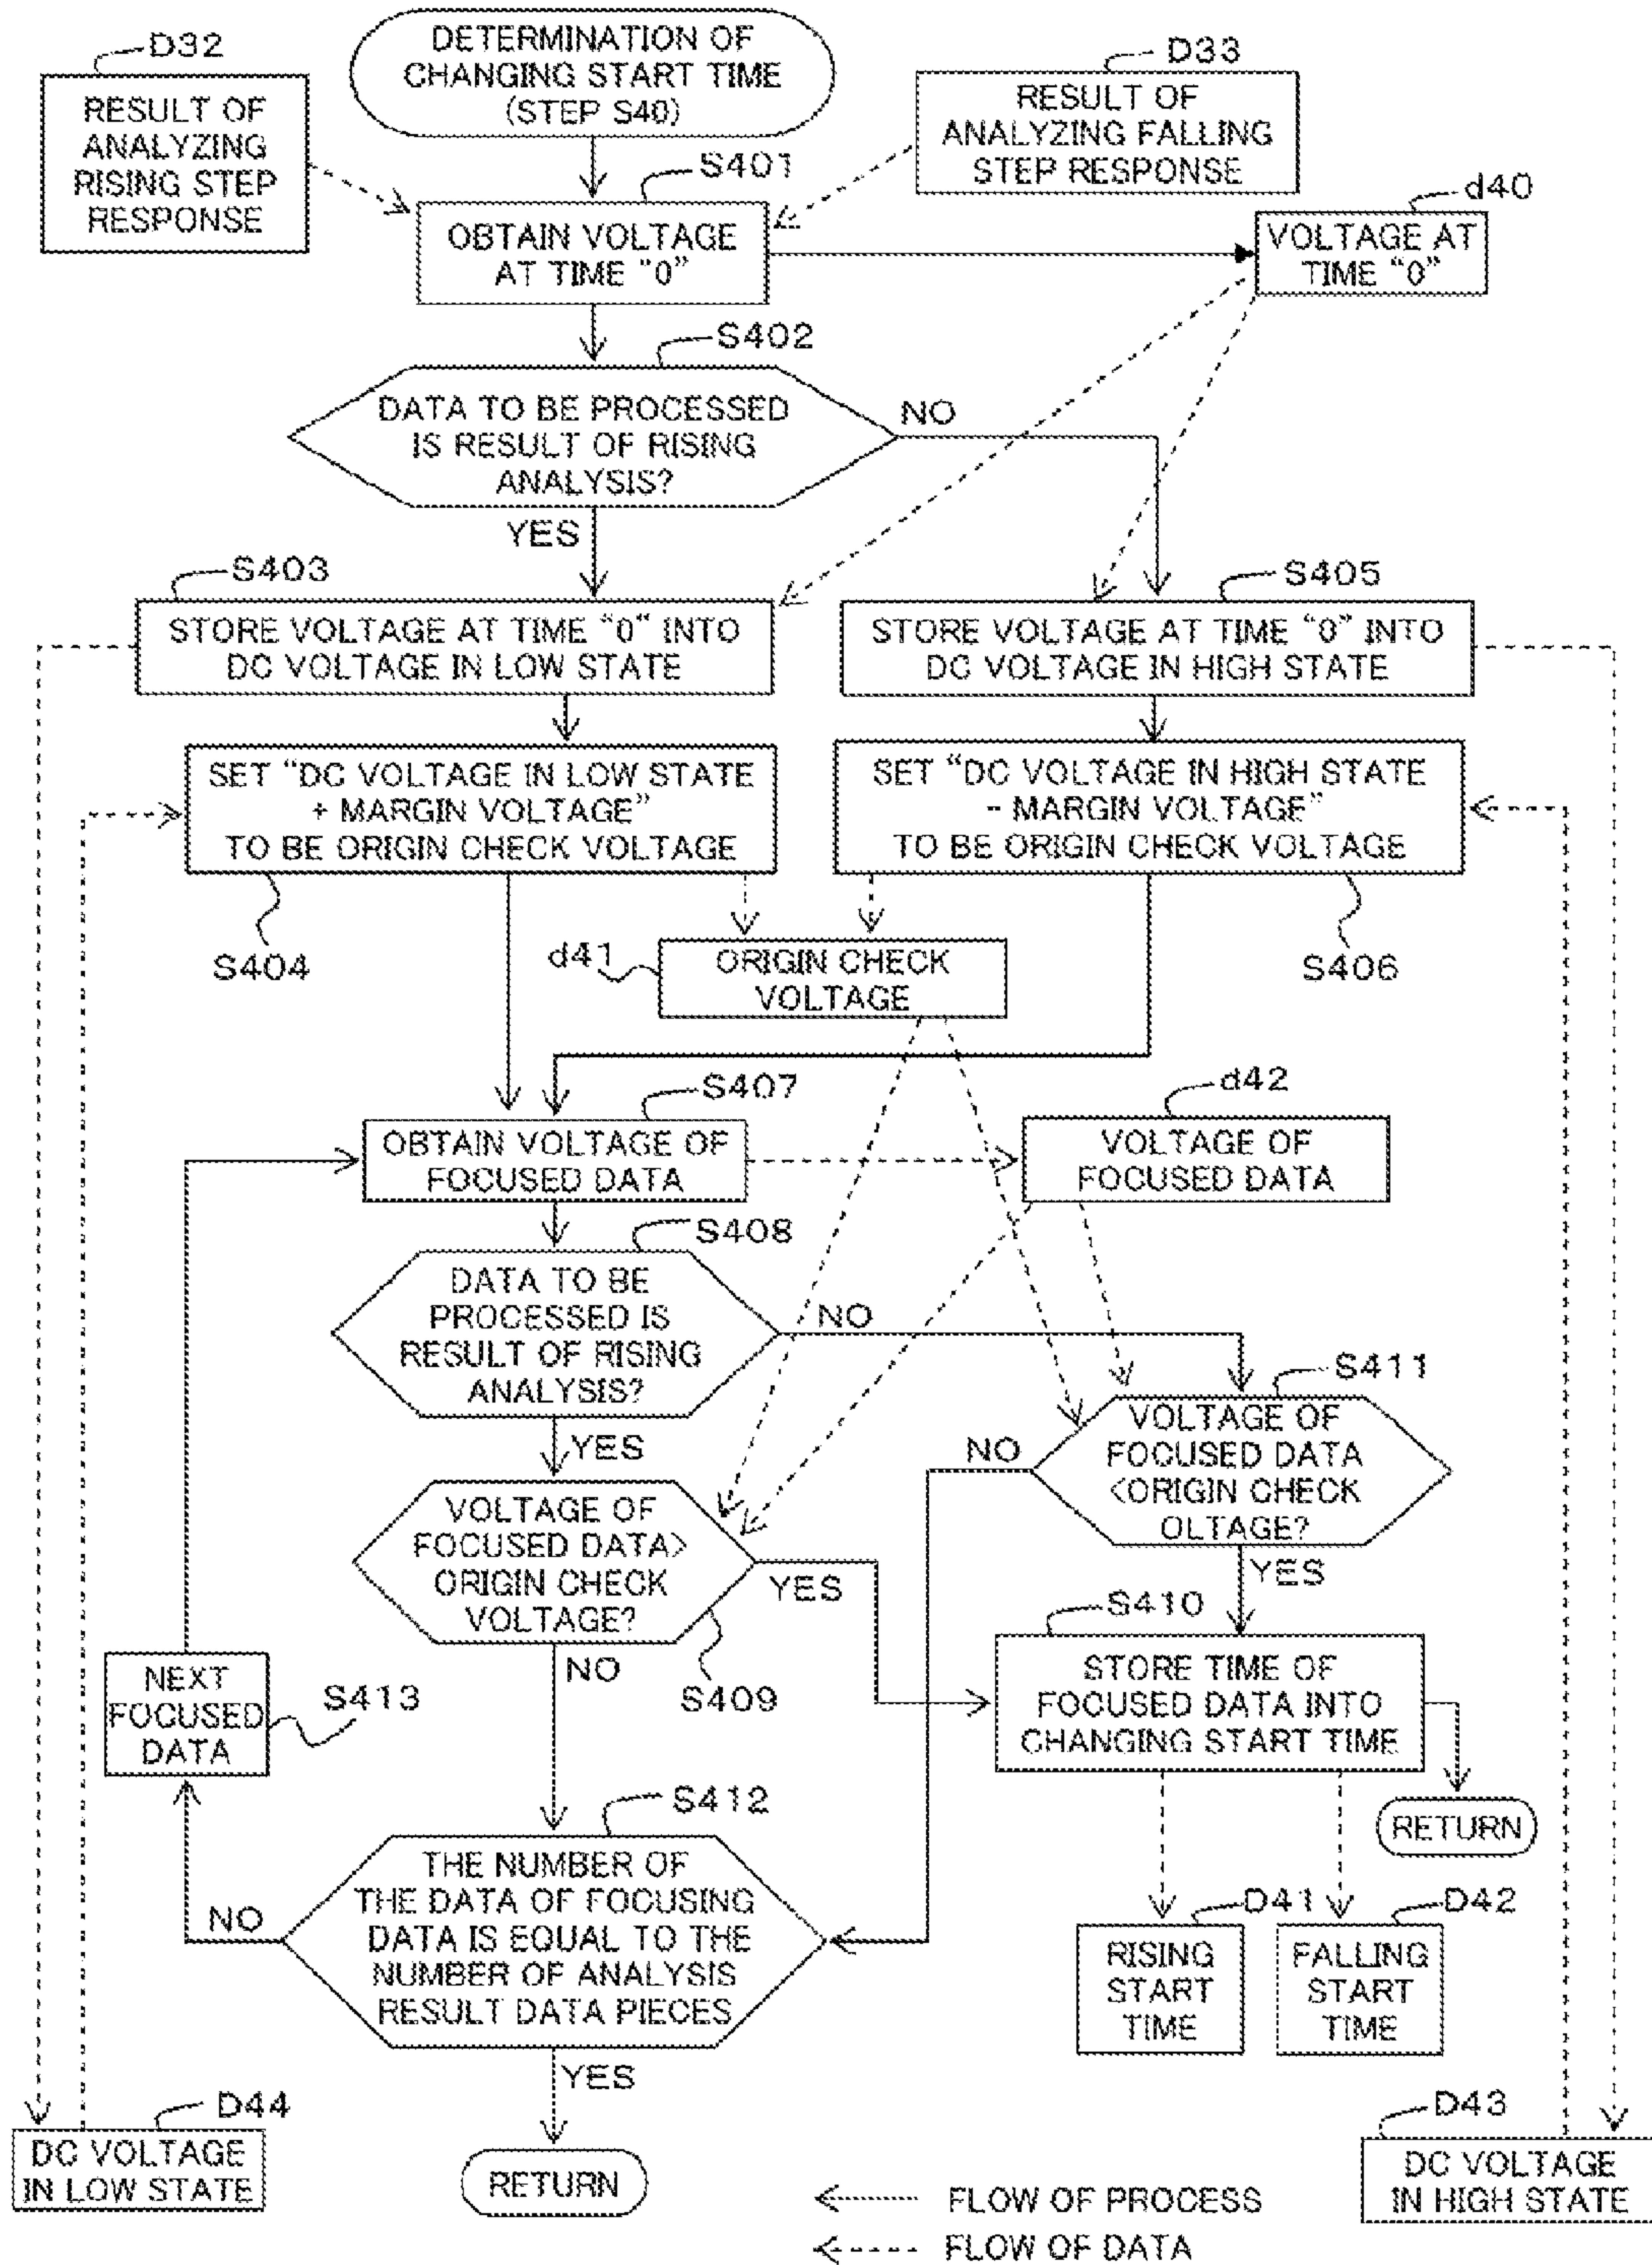 D32
RESULT OF
ANALYZING
RISING STEP
RESPONSE
DETERMINATION OF
CHANGING START TIME
(STEP S40)
D33
RESULT OF
ANALYZING FALLING
STEP RESPONSE
S401
OBTAIN VOLTAGE
AT TIME “0”
d40
VOLTAGE AT
TIME “0”
S402
DATA TO BE PROCESSED
IS RESULT OF RISING
ANALYSIS?
NO
YES
S403
STORE VOLTAGE AT TIME “0” INTO
DC VOLTAGE IN LOW STATE
S405
STORE VOLTAGE AT TIME “0” INTO
DC VOLTAGE IN HIGH STATE
SET “DC VOLTAGE IN LOW STATE
+ MARGIN VOLTAGE”
TO BE ORIGIN CHECK VOLTAGE
S404
SET “DC VOLTAGE IN HIGH STATE
- MARGIN VOLTAGE”
TO BE ORIGIN CHECK VOLTAGE
S406
d41
ORIGIN CHECK
VOLTAGE
S407
OBTAIN VOLTAGE OF
FOCUSED DATA
d42
VOLTAGE OF
FOCUSED DATA
S408
DATA TO BE
PROCESSED IS
RESULT OF RISING
ANALYSIS?
NO
YES
S411
VOLTAGE OF
FOCUSED DATA
<ORIGIN CHECK
OLTAGE?
NO
YES
VOLTAGE OF
FOCUSED DATA>
ORIGIN CHECK
VOLTAGE?
YES
NO
S409
S410
STORE TIME OF
FOCUSED DATA INTO
CHANGING START TIME
RETURN
NEXT
FOCUSED
DATA
S413
S412
THE NUMBER OF
THE DATA OF FOCUSING
DATA IS EQUAL TO THE
NUMBER OF ANALYSIS
RESULT DATA PIECES
NO
YES
RETURN
D41
RISING
START
TIME
D42
FALLING
START
TIME
D44
DC VOLTAGE
IN LOW STATE
D43
DC VOLTAGE
IN HIGH STATE
FLOW OF PROCESS
FLOW OF DATA